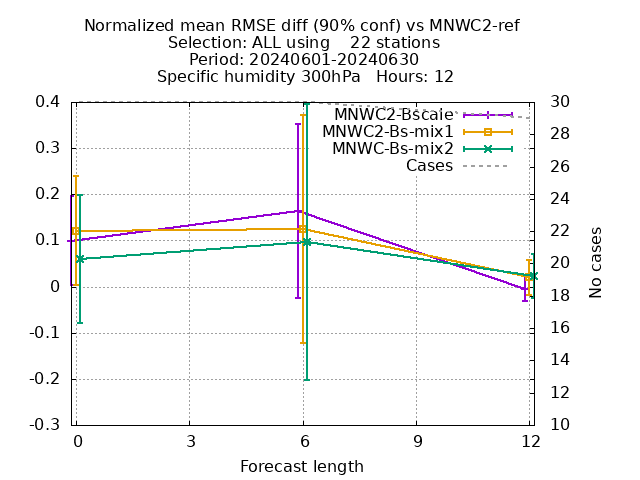 Normalized mean RMSE diff (90% conf) vs MNWC2-ref
Selection: ALL using    22 stations
Period: 20240601-20240630
Specific humidity 300hPa   Hours: 12
MNWC2-Bscale
MNWC2-Bs-mix1
MNWC-Bs-mix2
Cases
0.4
0.3
0.2
0.1
0
-0.1
-0.2
-0.3
30
28
26
24
22
20
18
16
14
12
10
No cases
0 3 6 9 12
Forecast length